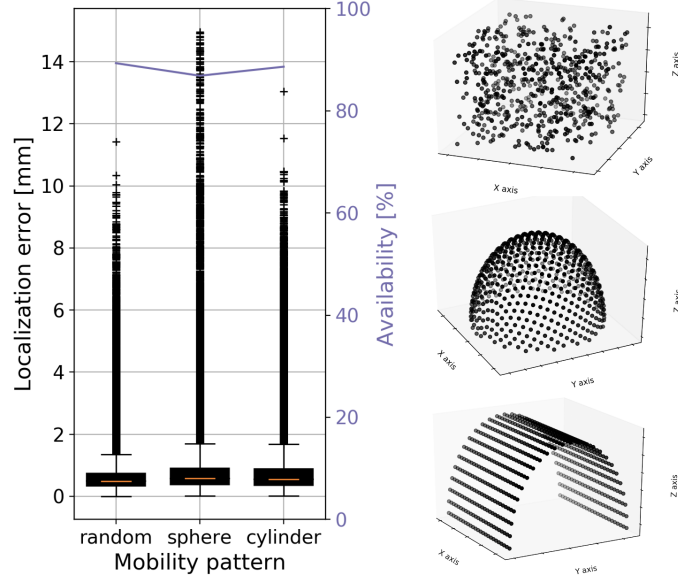 14
12
10
8
6
4
2
0
Localization error [mm]
random sphere cylinder
Mobility pattern
100
80
60
40
20
0
Availability [%]
X axis
Y axis
Z axis
X axis
Y axis
Z axis
X axis
Y axis
Z axis